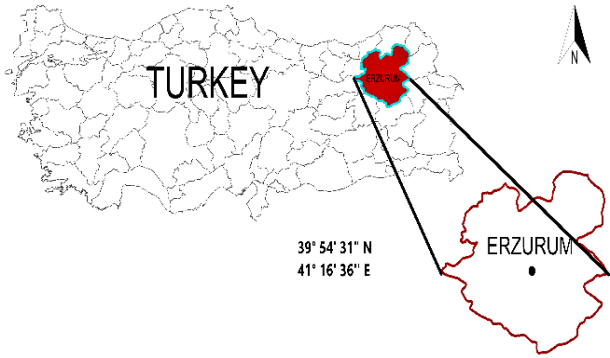 N
TURKEY
ERZURUM
ERZURUM
39° 54' 31" N
41° 16' 36" E